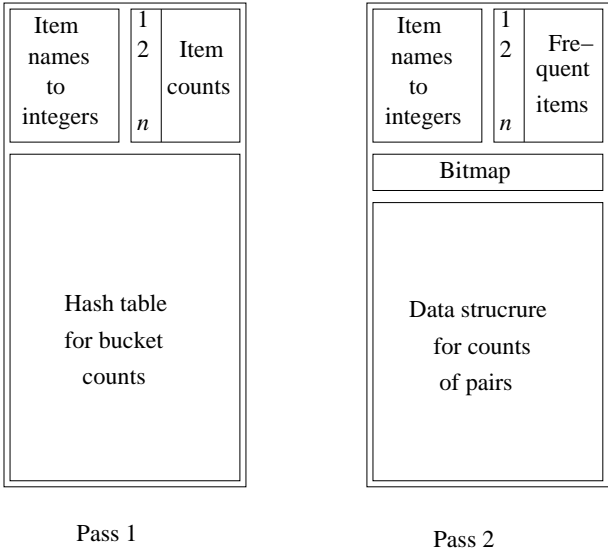 Item
names
to
integers
1
2
n
Item
counts
Hash table
for bucket
counts
Pass 1
Item
names
to
integers
1
2
n
Fre–
quent
items
Bitmap
Data strucrure
for counts
of pairs
Pass 2